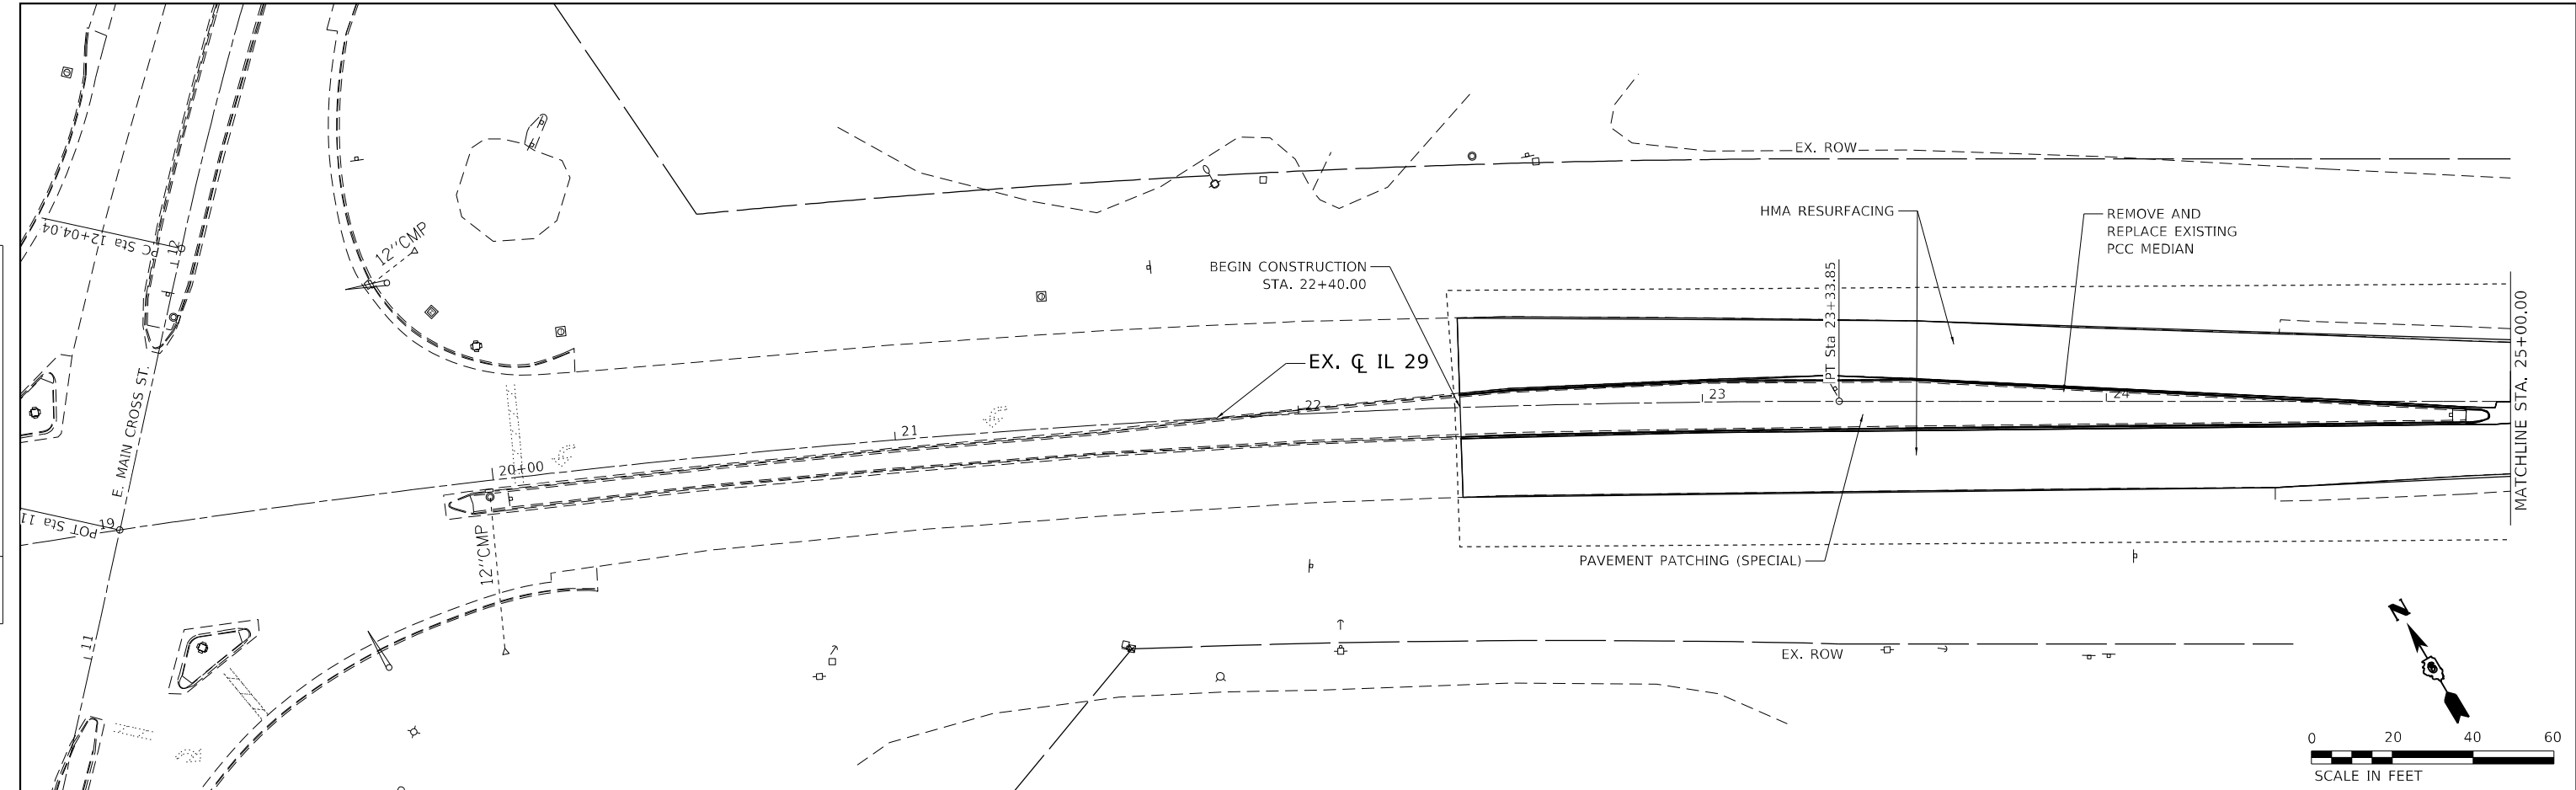 EX. ROW
HMA RESURFACING
REMOVE AND
REPLACE EXISTING
PCC MEDIAN
PC Sta 12+04.04
12
12''CMP
BEGIN CONSTRUCTION
STA. 22+40.00
PT Sta 23+33.85
MATCHLINE STA. 25+00.00
EX. ℄ IL 29
E. MAIN CROSS ST.
20+00
21
22
23
24
19
POT Sta 11
12''CMP
PAVEMENT PATCHING (SPECIAL)
11
EX. ROW
N
0 20 40 60
SCALE IN FEET